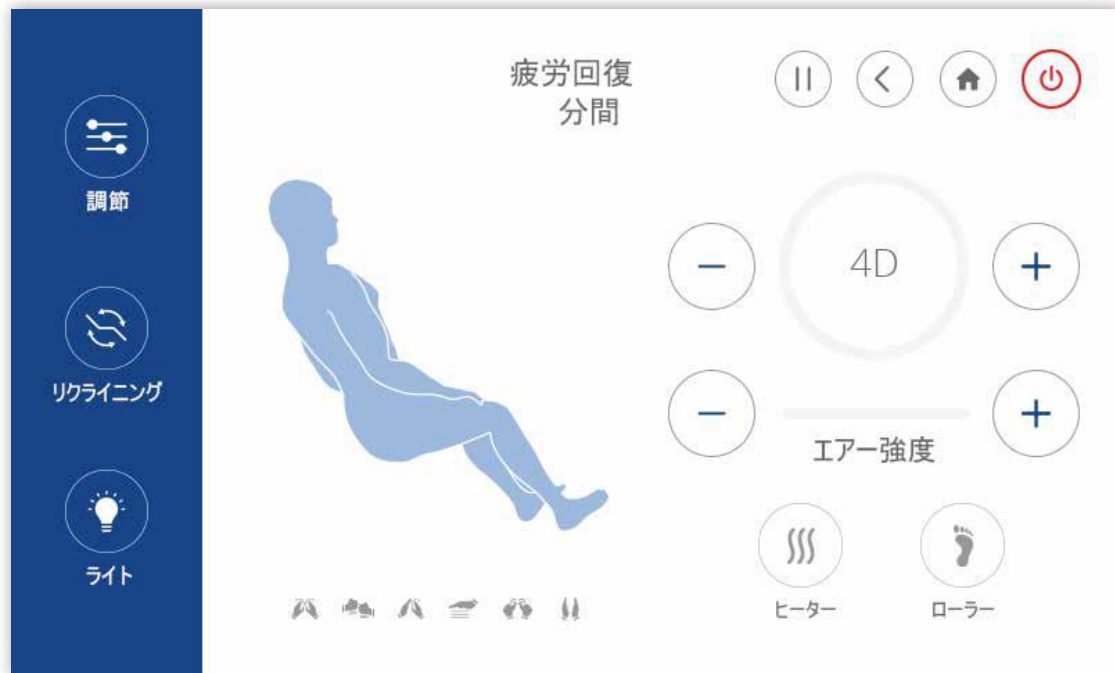 疲労回復
分間
調節
リクライニング
ライト
4D
エアー強度
ヒーター
ローラー